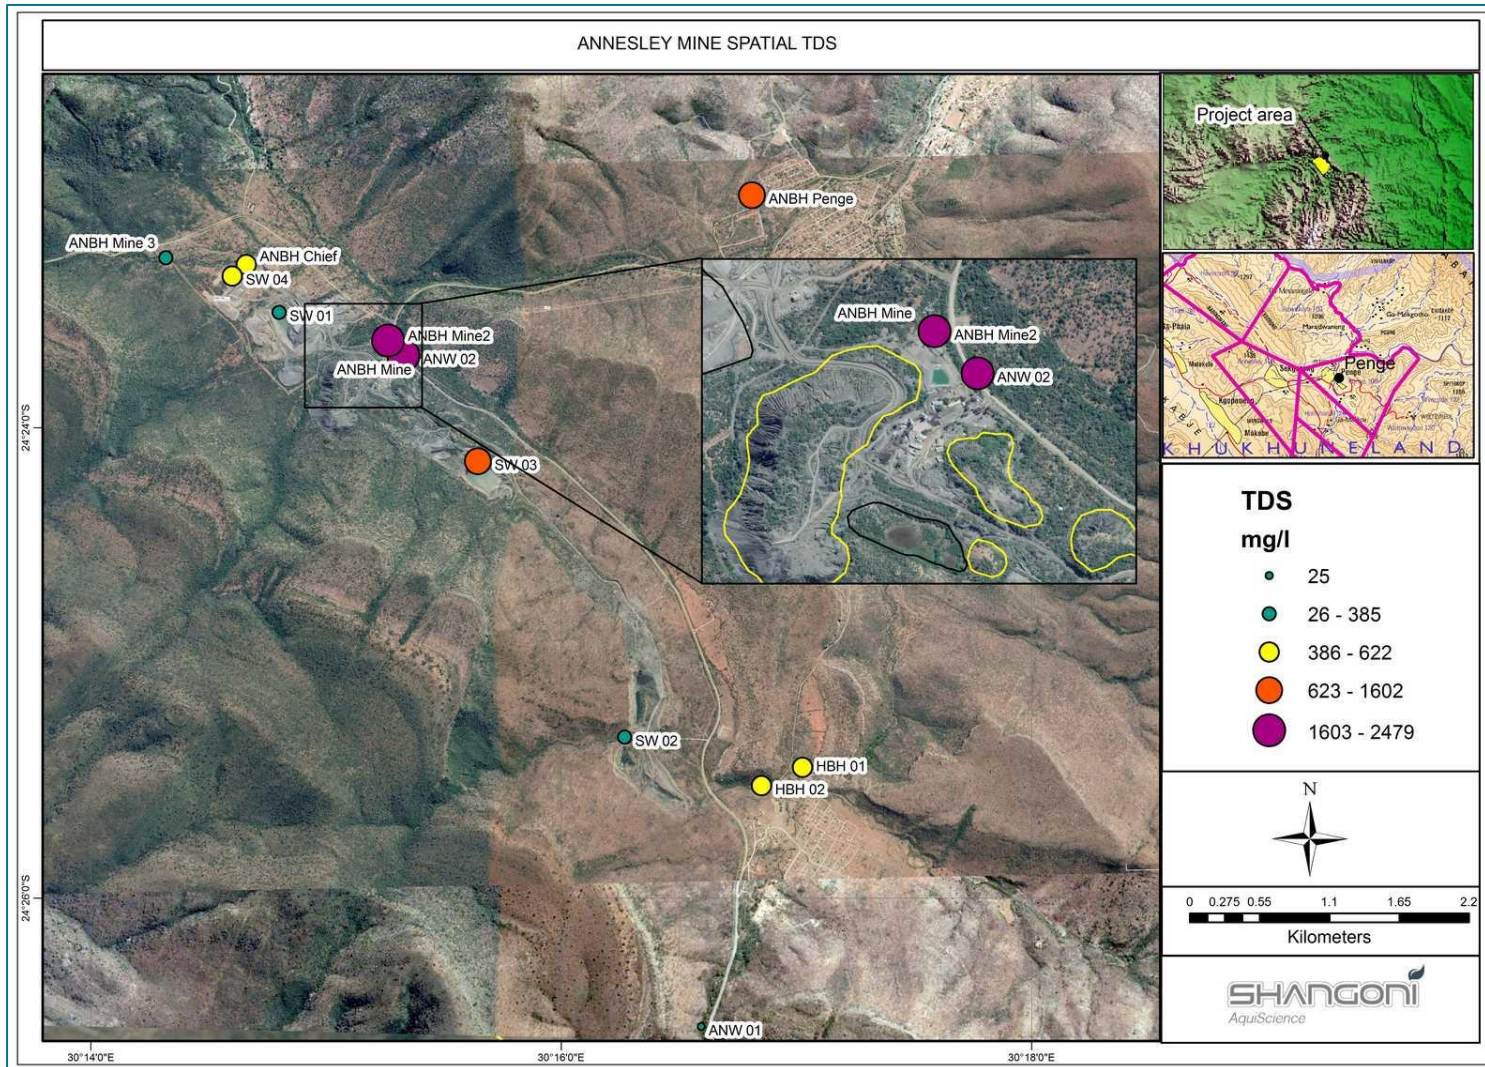 ANNESLEY MINE SPATIAL TDS
ANBH Penge
ANBH Mine 3
ANBH Chief
SW 04
SW 01
ANBH Mine2
ANW 02
ANBH Mine
ANBH Mine
ANBH Mine2
ANW 02
SW 03
SW 02
HBH 01
HBH 02
ANW 01
24°24'0"S
24°26'0"S
30°14'0"E
30°16'0"E
30°18'0"E
Project area
Penge
Penge
Kgopaneng
Makabe
KHUKHUNELAND
TDS
mg/l
25
26 - 385
386 - 622
623 - 1602
1603 - 2479
N
0 0.275 0.55 1.1 1.65 2.2
Kilometers
SHANGONI
AquiScience